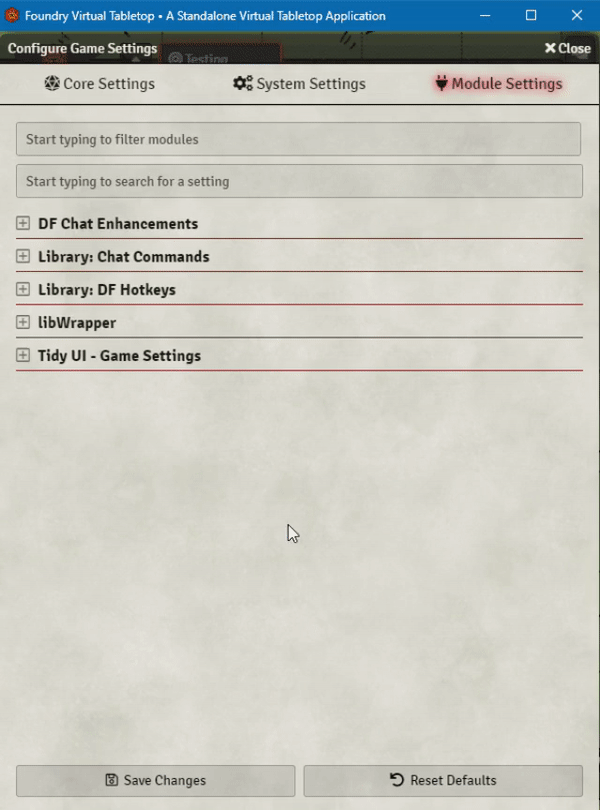 Foundry Virtual Tabletop • A Standalone Virtual Tabletop Application
Testing
Configure Game Settings
Close
Core Settings System Settings Module Settings
Start typing to filter modules
Start typing to search for a setting
DF Chat Enhancements
Library: Chat Commands
Library: DF Hotkeys
libWrapper
Tidy UI - Game Settings
Save Changes Reset Defaults